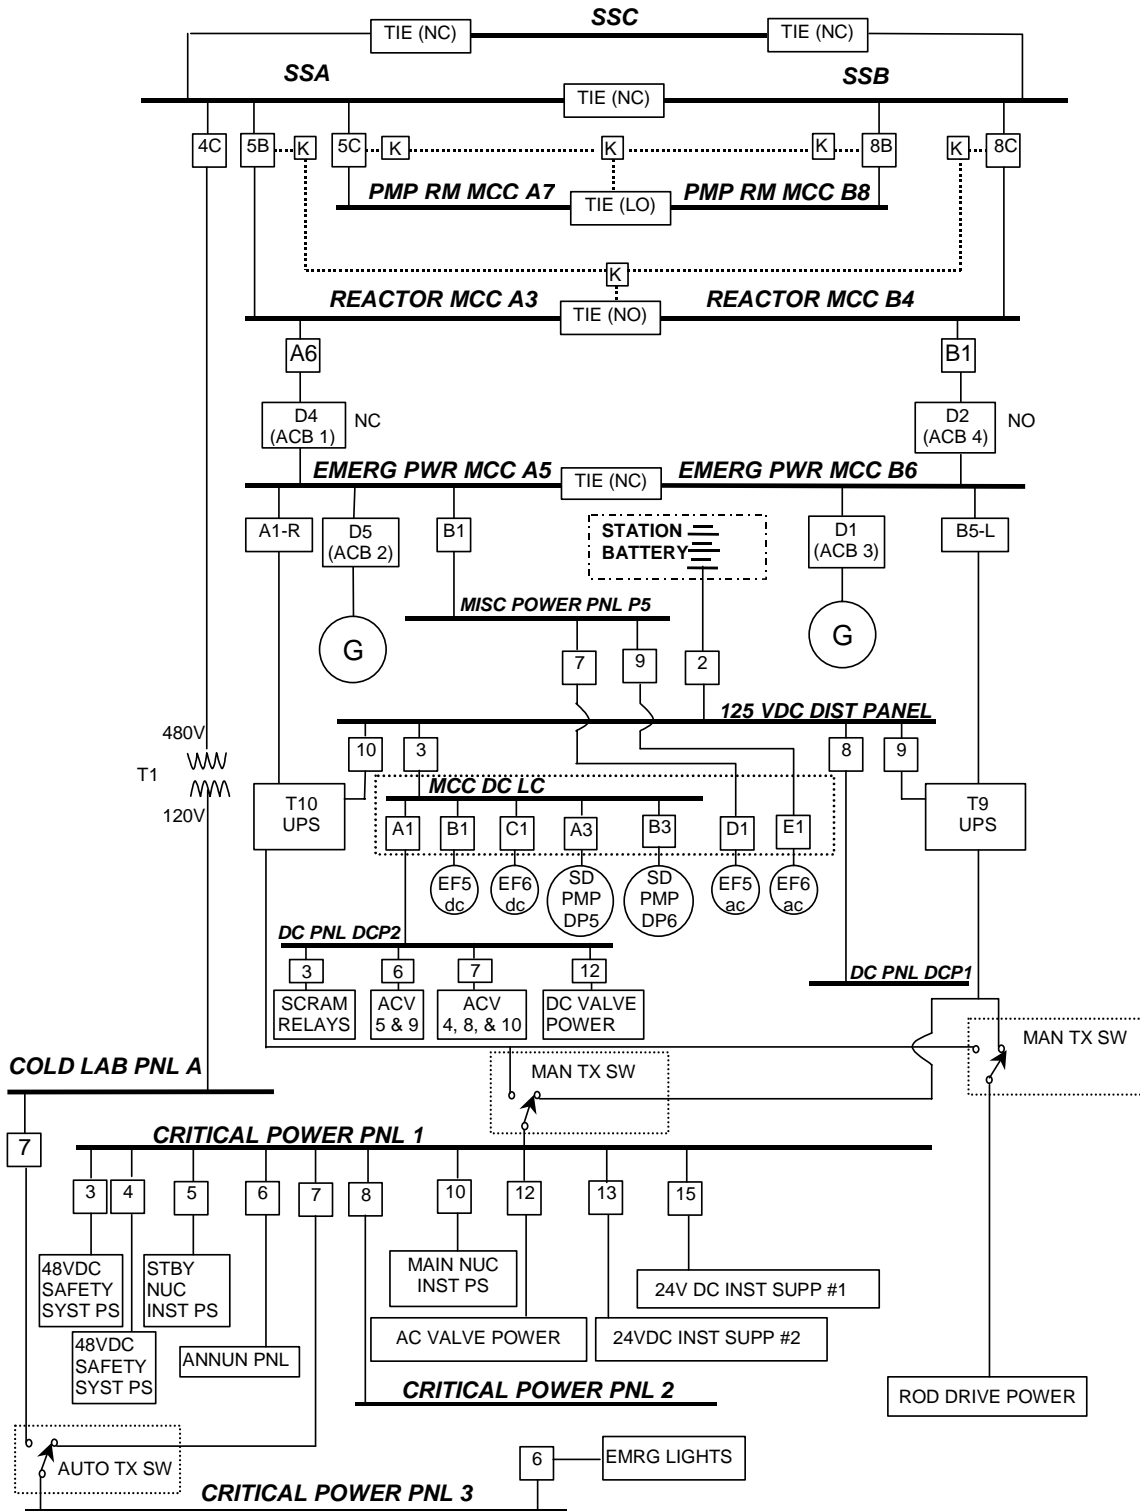 SSC
TIE (NC)
TIE (NC)
SSA
SSB
TIE (NC)
4C
5B
K
5C
K
K
K
8B
K
8C
PMP RM MCC A7
PMP RM MCC B8
TIE (LO)
K
REACTOR MCC A3
REACTOR MCC B4
TIE (NO)
A6
B1
D4
(ACB 1)
NC
D2
(ACB 4)
NO
EMERG PWR MCC A5
EMERG PWR MCC B6
TIE (NC)
A1-R
D5
(ACB 2)
B1
STATION
BATTERY
D1
(ACB 3)
B5-L
MISC POWER PNL P5
G
G
7
9
2
125 VDC DIST PANEL
480V
T1
120V
10
3
8
9
MCC DC LC
T10
UPS
T9
UPS
A1
B1
C1
A3
B3
D1
E1
EF5
dc
EF6
dc
SD
PMP
DP5
SD
PMP
DP6
EF5
ac
EF6
ac
DC PNL DCP2
3
6
7
12
DC PNL DCP1
SCRAM
RELAYS
ACV
5 & 9
ACV
4, 8, & 10
DC VALVE
POWER
MAN TX SW
COLD LAB PNL A
MAN TX SW
7
CRITICAL POWER PNL 1
3
4
5
6
7
8
10
12
13
15
48VDC
SAFETY
SYST PS
STBY
NUC
INST PS
MAIN NUC
INST PS
24V DC INST SUPP #1
48VDC
SAFETY
SYST PS
ANNUN PNL
AC VALVE POWER
24VDC INST SUPP #2
CRITICAL POWER PNL 2
ROD DRIVE POWER
AUTO TX SW
6
EMRG LIGHTS
CRITICAL POWER PNL 3